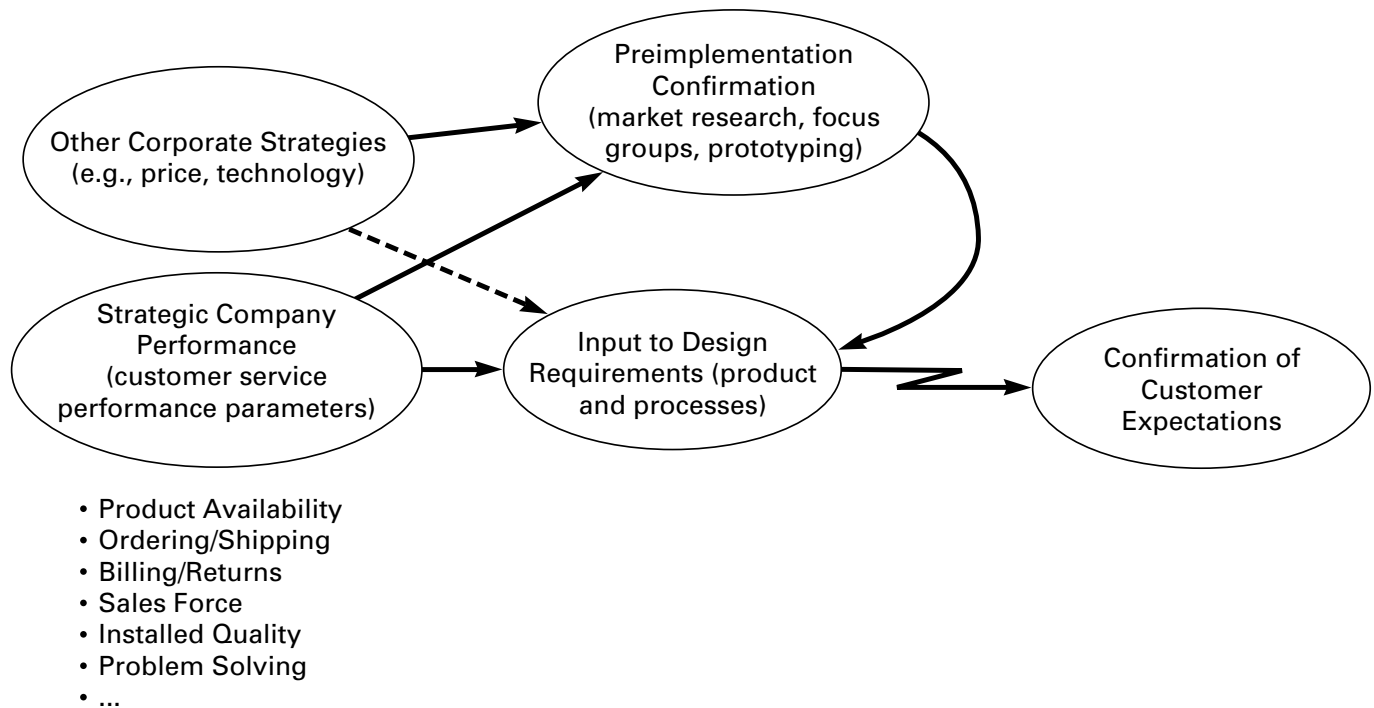 Preimplementation
Confirmation
(market research, focus
groups, prototyping)
Other Corporate Strategies
(e.g., price, technology)
Strategic Company
Performance
(customer service
performance parameters)
Input to Design
Requirements (product
and processes)
Confirmation of
Customer
Expectations
• Product Availability
• Ordering/Shipping
• Billing/Returns
• Sales Force
• Installed Quality
• Problem Solving
• ...